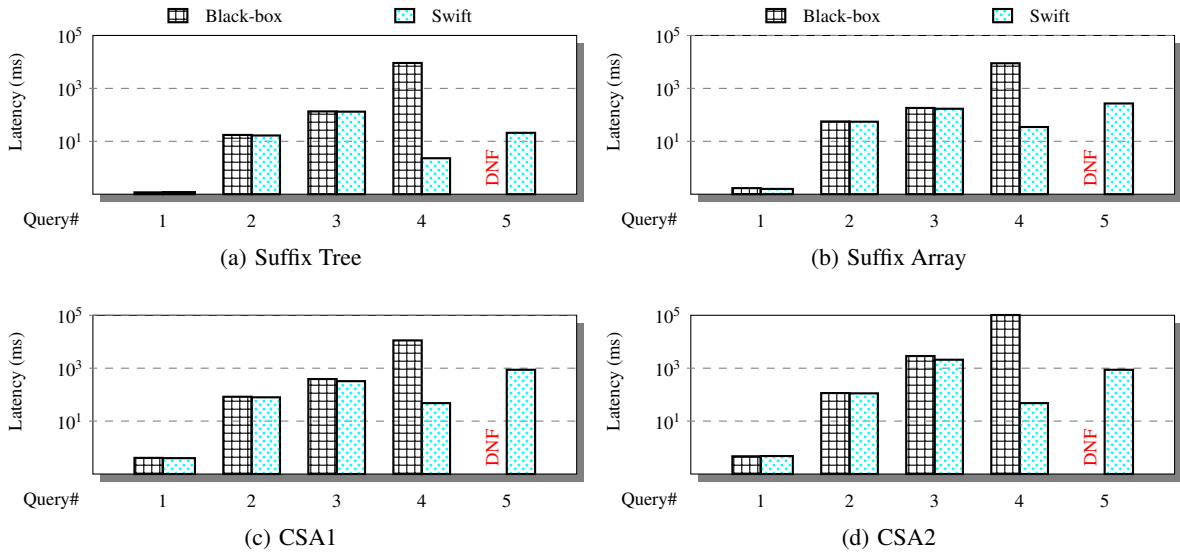 Black-box Swift
Black-box Swift
Latency (ms)
10^5
10^3
10^1
DNF
Query# 1 2 3 4 5
(a) Suffix Tree
Latency (ms)
10^5
10^3
10^1
DNF
Query# 1 2 3 4 5
(b) Suffix Array
Latency (ms)
10^5
10^3
10^1
DNF
Query# 1 2 3 4 5
(c) CSA1
Latency (ms)
10^5
10^3
10^1
DNF
Query# 1 2 3 4 5
(d) CSA2